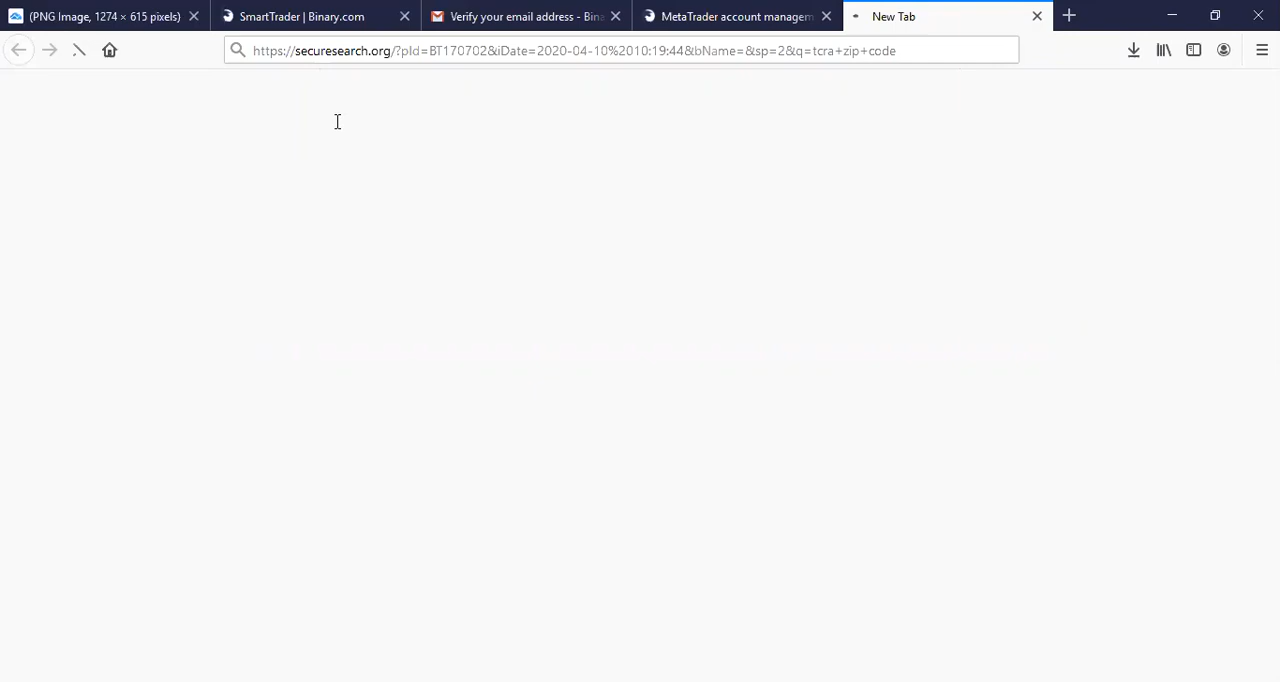 (PNG Image, 1274 × 615 pixels)
SmartTrader | Binary.com
Verify your email address - Bina
MetaTrader account managem
New Tab
https://securesearch.org/?pId=BT170702&iDate=2020-04-10%2010:19:44&bName=&sp=2&q=tcra+zip+code